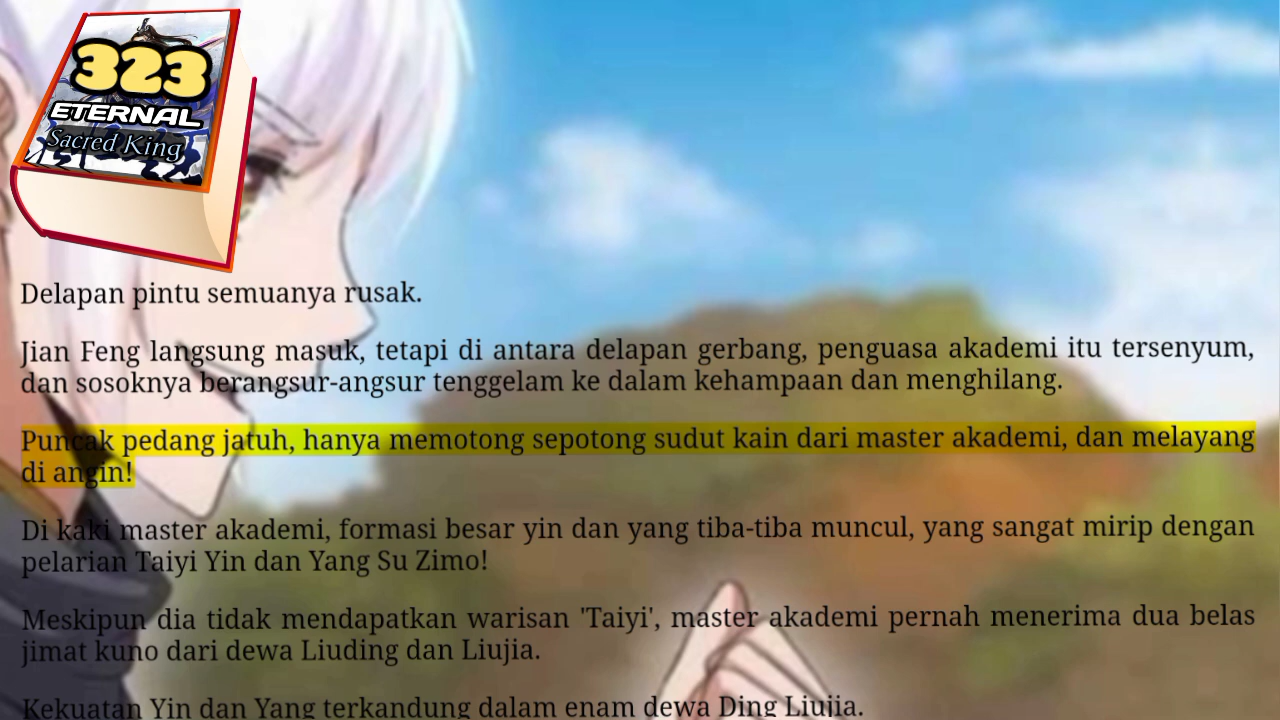 323
ETERNAL
Sacred King
Delapan pintu semuanya rusak.
Jian Feng langsung masuk, tetapi di antara delapan gerbang, penguasa akademi itu tersenyum,
dan sosoknya berangsur-angsur tenggelam ke dalam kehampaan dan menghilang.
Puncak pedang jatuh, hanya memotong sepotong sudut kain dari master akademi, dan melayang
di angin!
Di kaki master akademi, formasi besar yin dan yang tiba-tiba muncul, yang sangat mirip dengan
pelarian Taiyi Yin dan Yang Su Zimo!
Meskipun dia tidak mendapatkan warisan 'Taiyi', master akademi pernah menerima dua belas
jimat kuno dari dewa Liuding dan Liujia.
Kekuatan Yin dan Yang terkandung dalam enam dewa Ding Liujia.